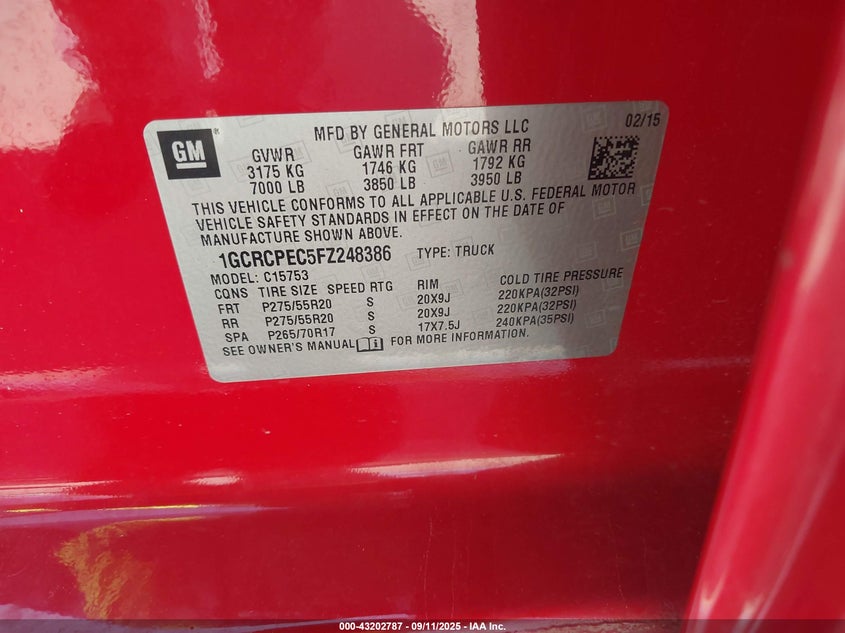 GM
MFD BY GENERAL MOTORS LLC 02/15
GVWR GAWR FRT GAWR RR
3175 KG 1746 KG 1792 KG
7000 LB 3850 LB 3950 LB
THIS VEHICLE CONFORMS TO ALL APPLICABLE U.S. FEDERAL MOTOR
VEHICLE SAFETY STANDARDS IN EFFECT ON THE DATE OF
MANUFACTURE SHOWN ABOVE.
1GCRCPEC5FZ248386 TYPE: TRUCK
MODEL: C15753
CONS TIRE SIZE SPEED RTG RIM COLD TIRE PRESSURE
FRT P275/55R20 S 20X9J 220KPA(32PSI)
RR P275/55R20 S 20X9J 220KPA(32PSI)
SPA P265/70R17 S 17X7.5J 240KPA(35PSI)
SEE OWNER'S MANUAL FOR MORE INFORMATION.
000-43202787 - 09/11/2025 - IAA Inc.